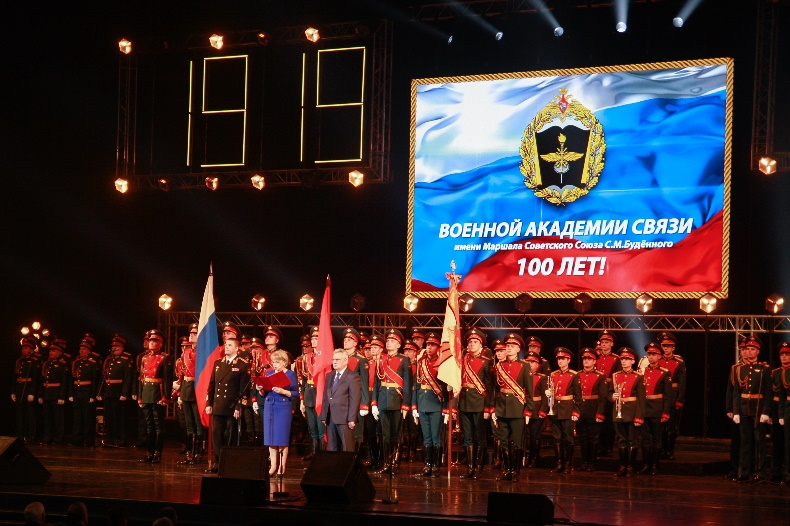 1919
ВОЕННОЙ АКАДЕМИИ СВЯЗИ
имени Маршала Советского Союза С.М.Будённого
100 ЛЕТ!